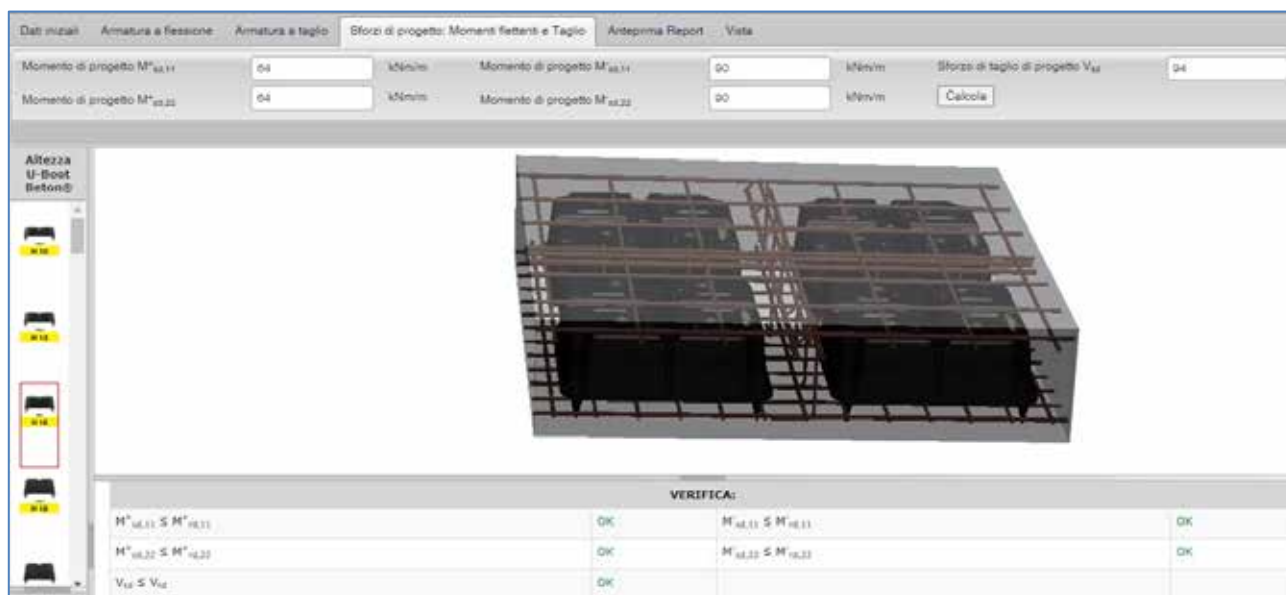 Dati iniziali Armatura a flessione Armatura a taglio Sforzi di progetto: Momenti flettenti e Taglio Anteprima Report Vista
Momento di progetto M⁺sd,11 64 kNm/m Momento di progetto M⁻sd,11 90 kNm/m Sforzo di taglio di progetto Vsd 94
Momento di progetto M⁺sd,22 64 kNm/m Momento di progetto M⁻sd,22 90 kNm/m Calcola
Altezza
U-Boot
Beton®
VERIFICA:
M⁺sd,11 ≤ M⁺rd,11 OK M⁻sd,11 ≤ M⁻rd,11 OK
M⁺sd,22 ≤ M⁺rd,22 OK M⁻sd,22 ≤ M⁻rd,22 OK
OK